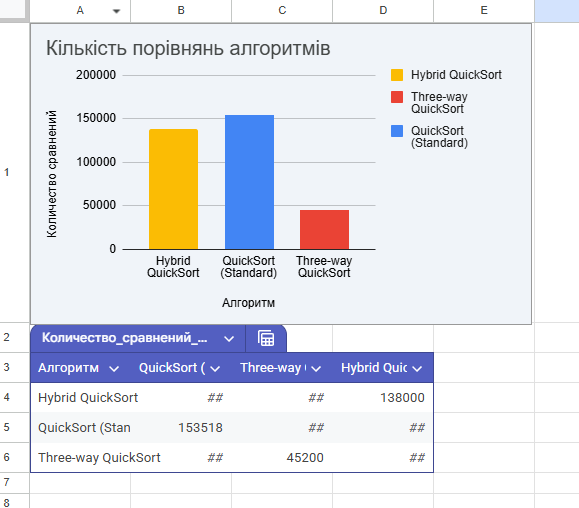 A B C D E
1
Кількість порівнянь алгоритмів
Количество сравнений
200000
150000
100000
50000
0
Hybrid QuickSort
QuickSort (Standard)
Three-way QuickSort
Алгоритм
Hybrid QuickSort
Three-way
QuickSort
QuickSort
(Standard)
2 Количество_сравнений_...
3 Алгоритм QuickSort ( Three-way ( Hybrid Quic
4 Hybrid QuickSort ## ## 138000
5 QuickSort (Stan 153518 ## ##
6 Three-way QuickSort ## 45200 ##
7
8